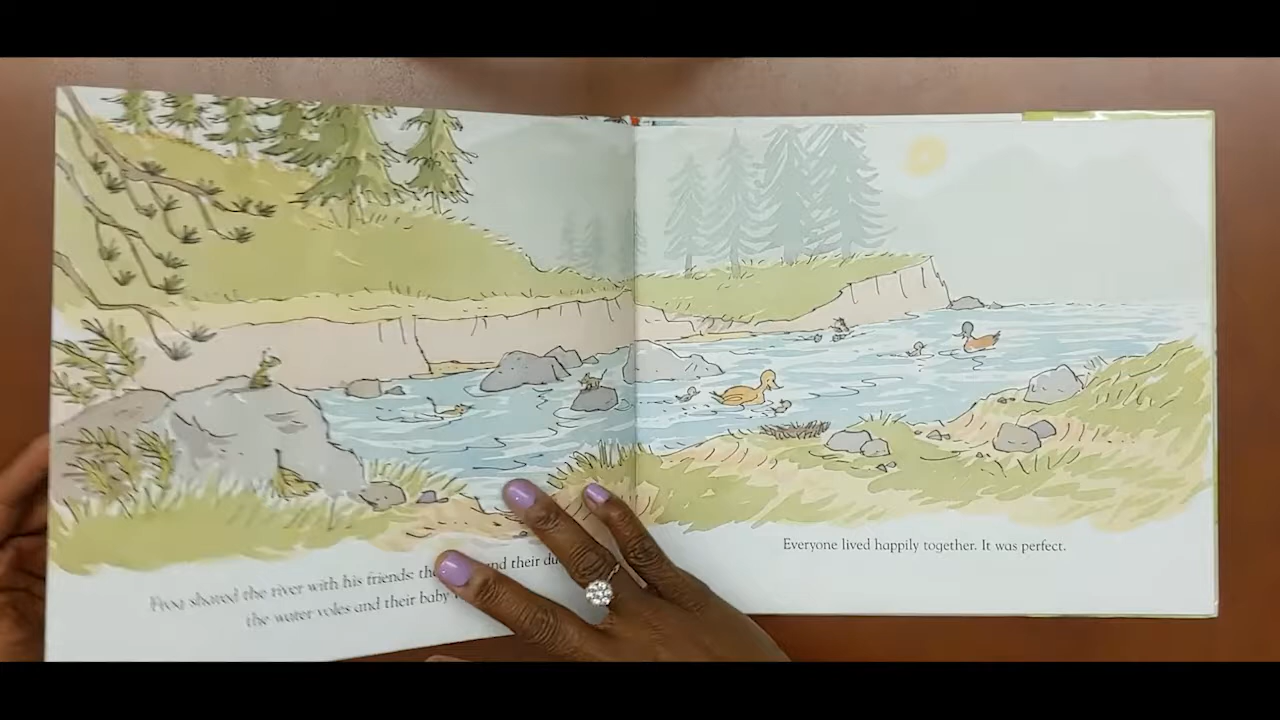 Frog shared the river with his friends: the and their
the water voles and their baby
Everyone lived happily together. It was perfect.